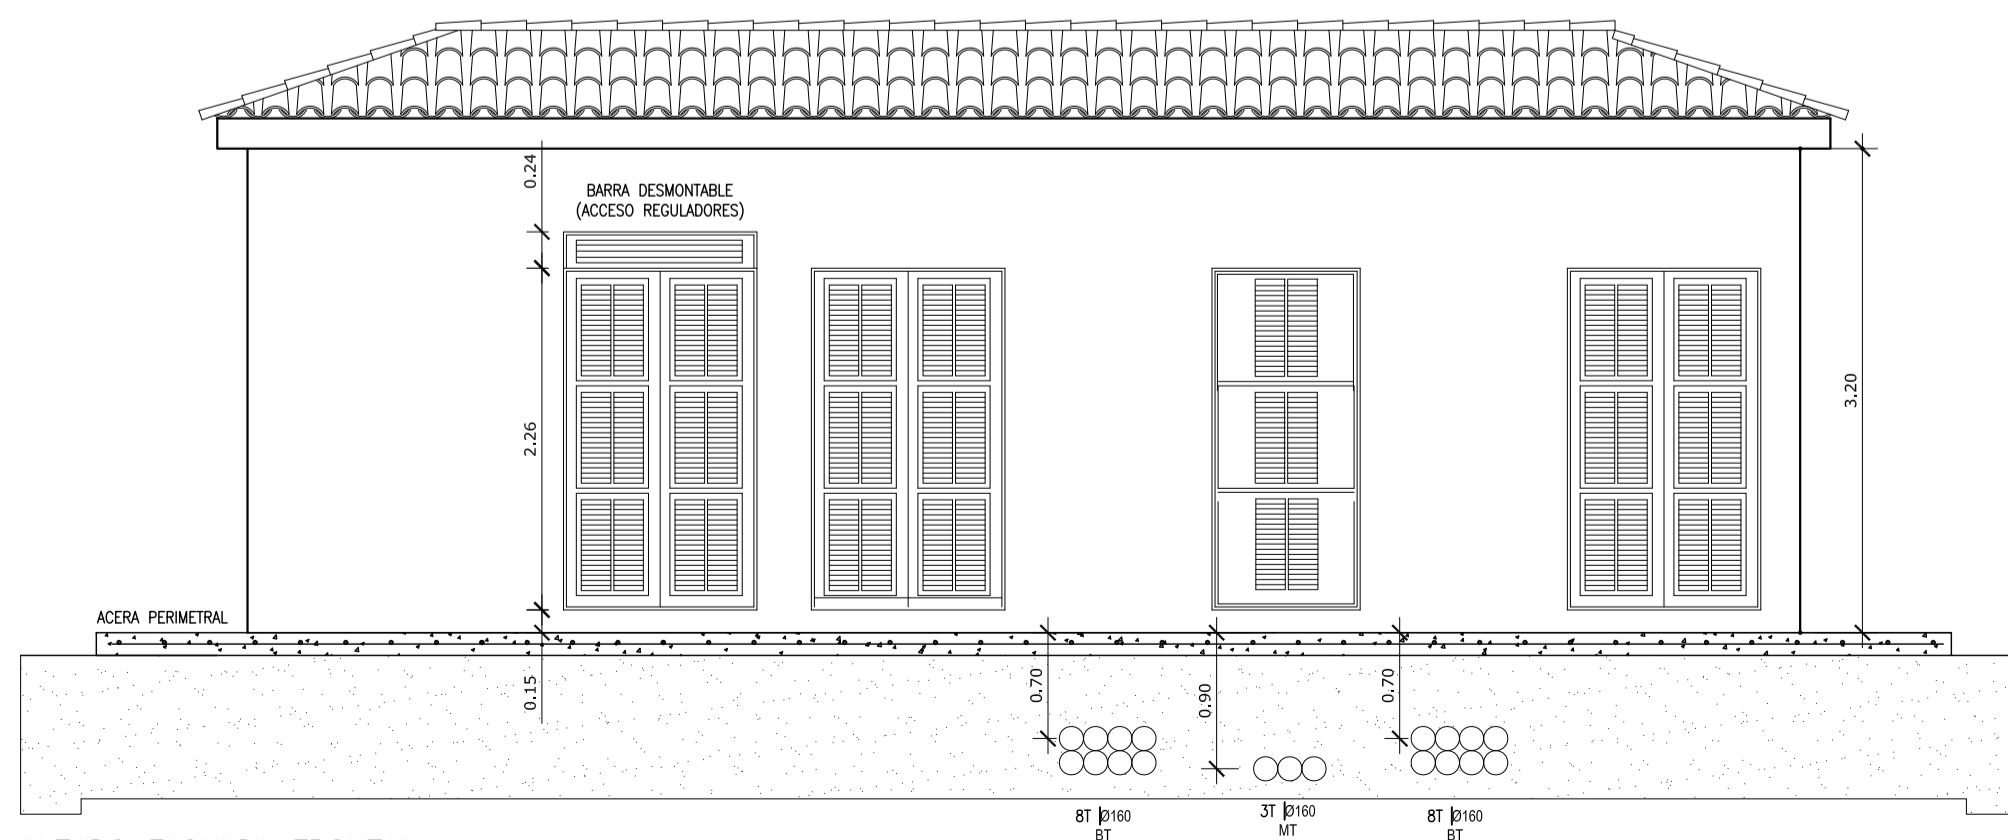 0.24
BARRA DESMONTABLE
(ACCESO REGULADORES)
2.26
3.20
ACERA PERIMETRAL
0.15
0.70
0.90
0.70
8T Ø160
BT
3T Ø160
MT
8T Ø160
BT